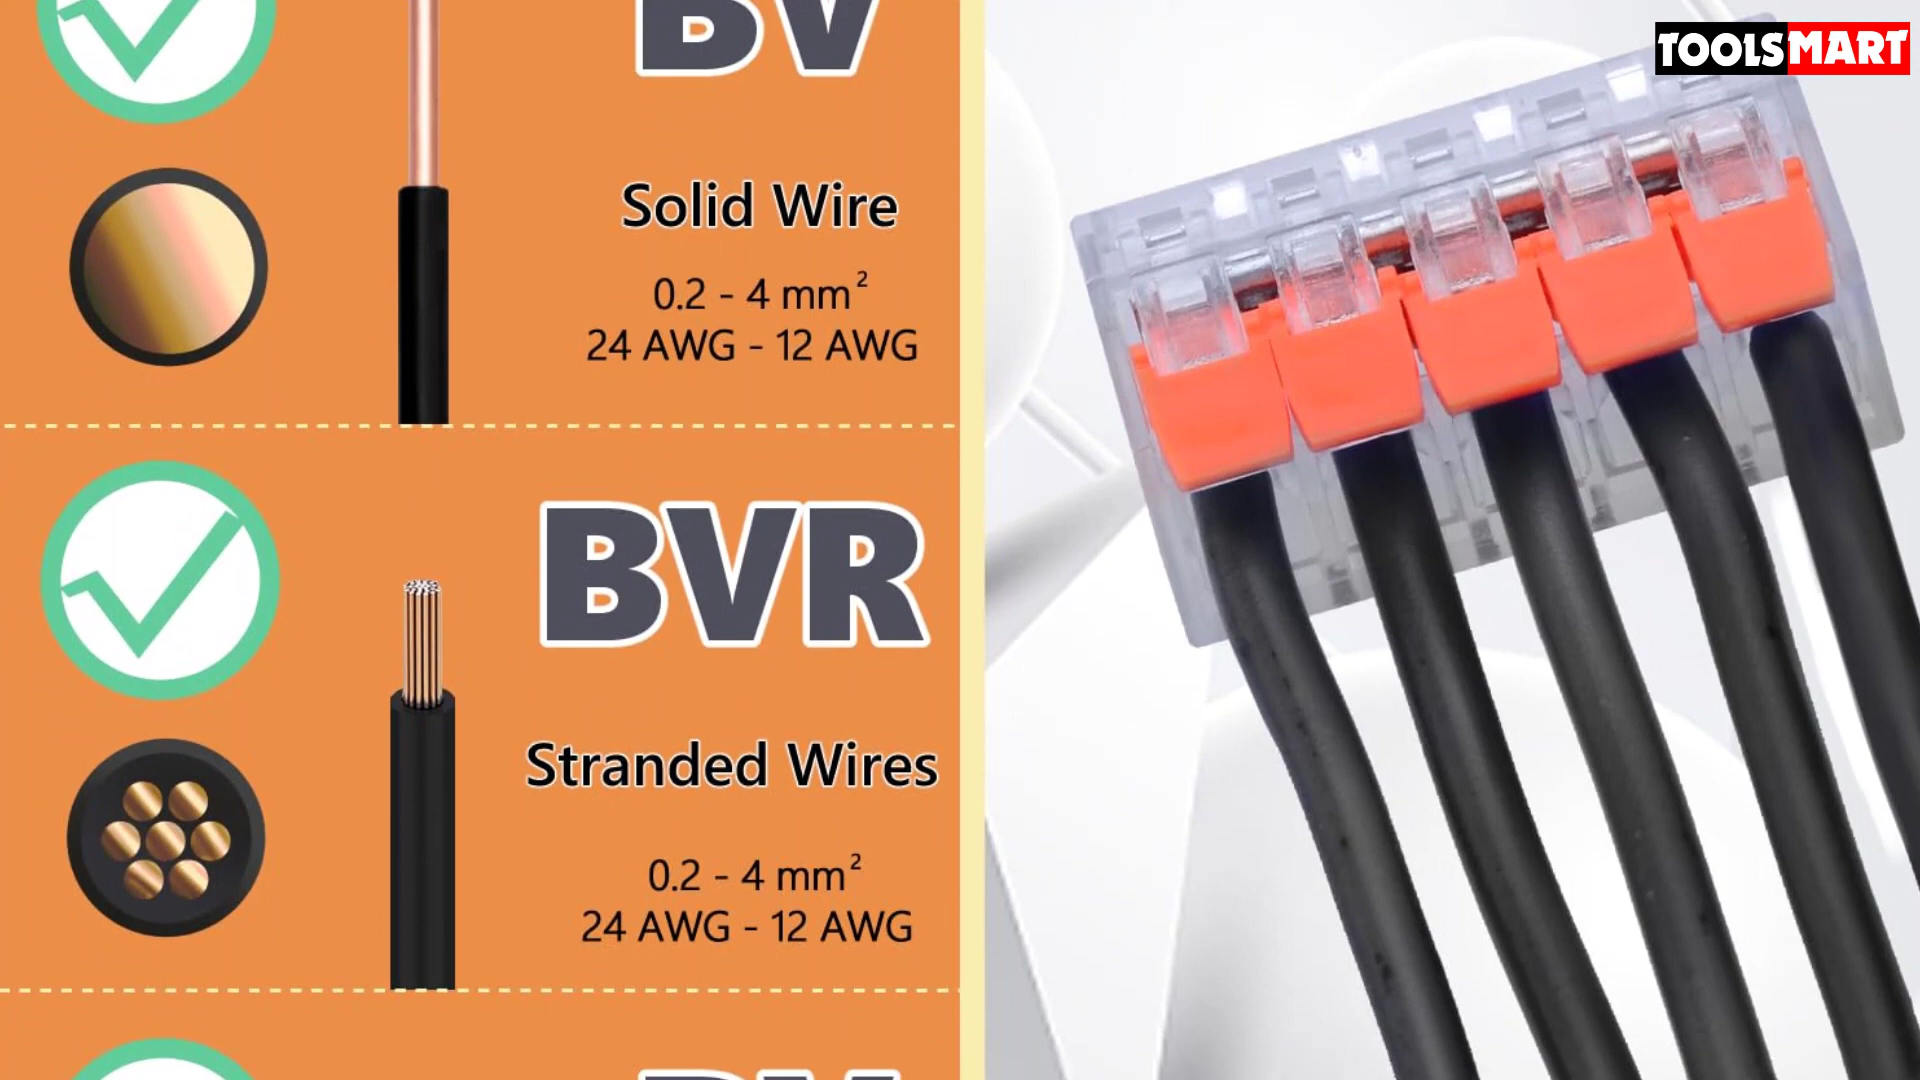 BV
Solid Wire
0.2 - 4 mm²
24 AWG - 12 AWG
BVR
Stranded Wires
0.2 - 4 mm²
24 AWG - 12 AWG
TOOLSMART